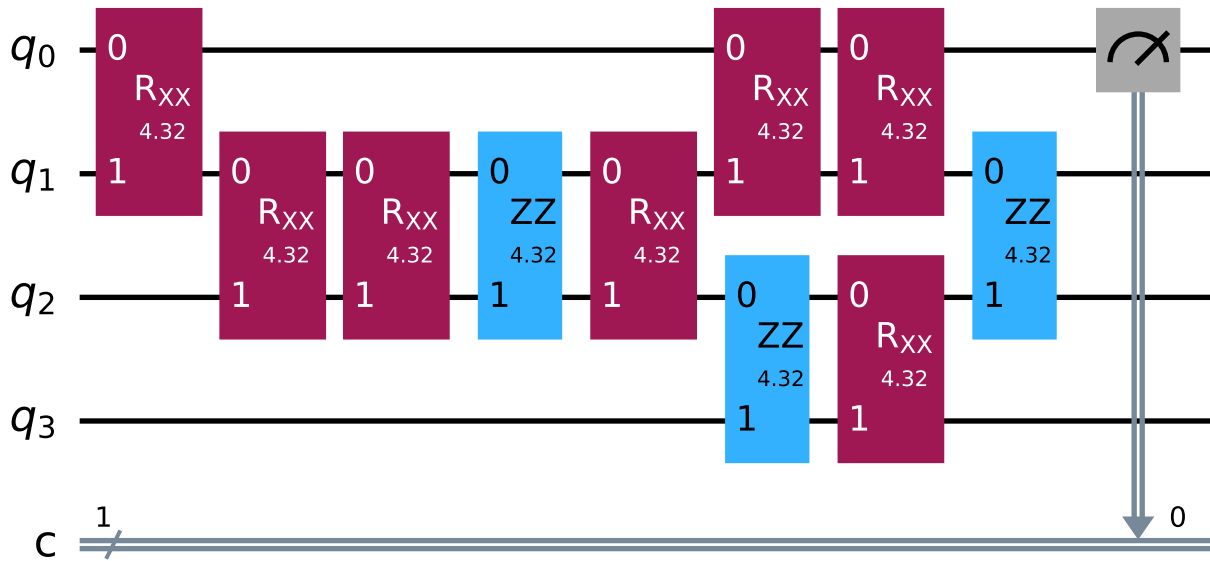 q0 0 0 0
RXX RXX RXX
4.32 4.32 4.32
q1 1 0 0 0 0 1 1 0
RXX RXX ZZ RXX ZZ
4.32 4.32 4.32 4.32 4.32
q2 1 1 1 1 0 0 1
ZZ RXX
4.32 4.32
q3 1 1
1 0
c